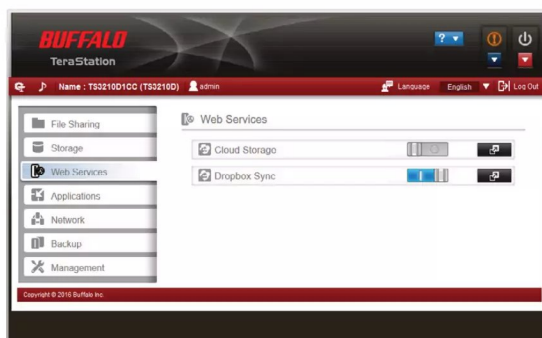 BUFFALO
TeraStation
?
Name : TS3210D1CC (TS3210D) admin Language English Log Out
File Sharing
Storage
Web Services
Applications
Network
Backup
Management
Web Services
Cloud Storage
Dropbox Sync
Copyright © 2016 Buffalo Inc.